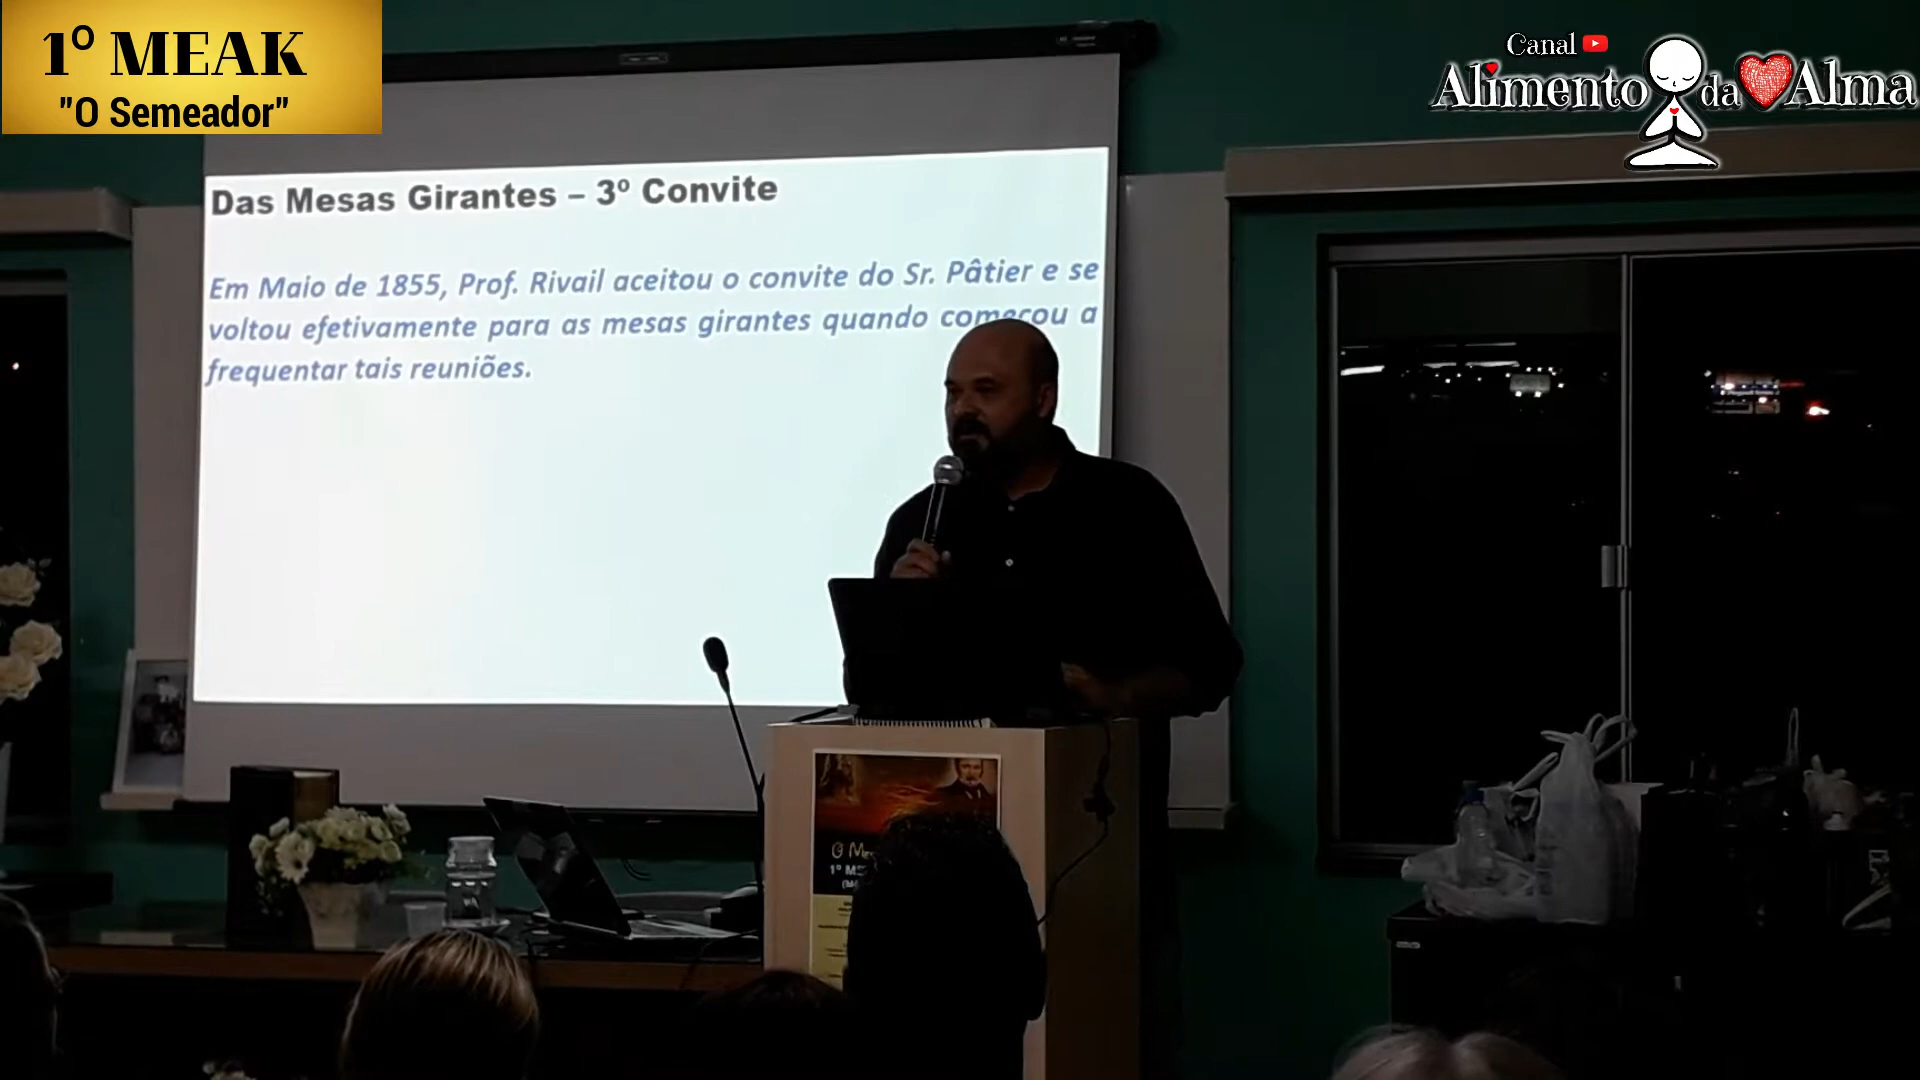 1º MEAK
"O Semeador"
Canal
Alimento da Alma
Das Mesas Girantes – 3º Convite
Em Maio de 1855, Prof. Rivail aceitou o convite do Sr. Pâtier e se
voltou efetivamente para as mesas girantes quando começou a
frequentar tais reuniões.
O
1º